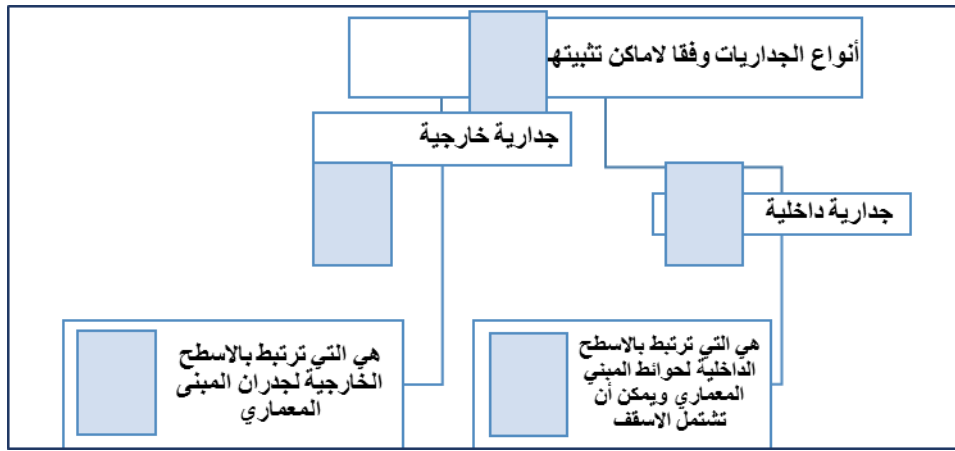 أنواع الجداريات وفقا لاماكن تثبيتهـ
جدارية خارجية
جدارية داخلية
هي التي ترتبط بالاسطح
الداخلية لحوائط المبني
المعماري ويمكن أن
تشتمل الاسقف
هي التي ترتبط بالاسطح
الخارجية لجدران المبنى
المعماري